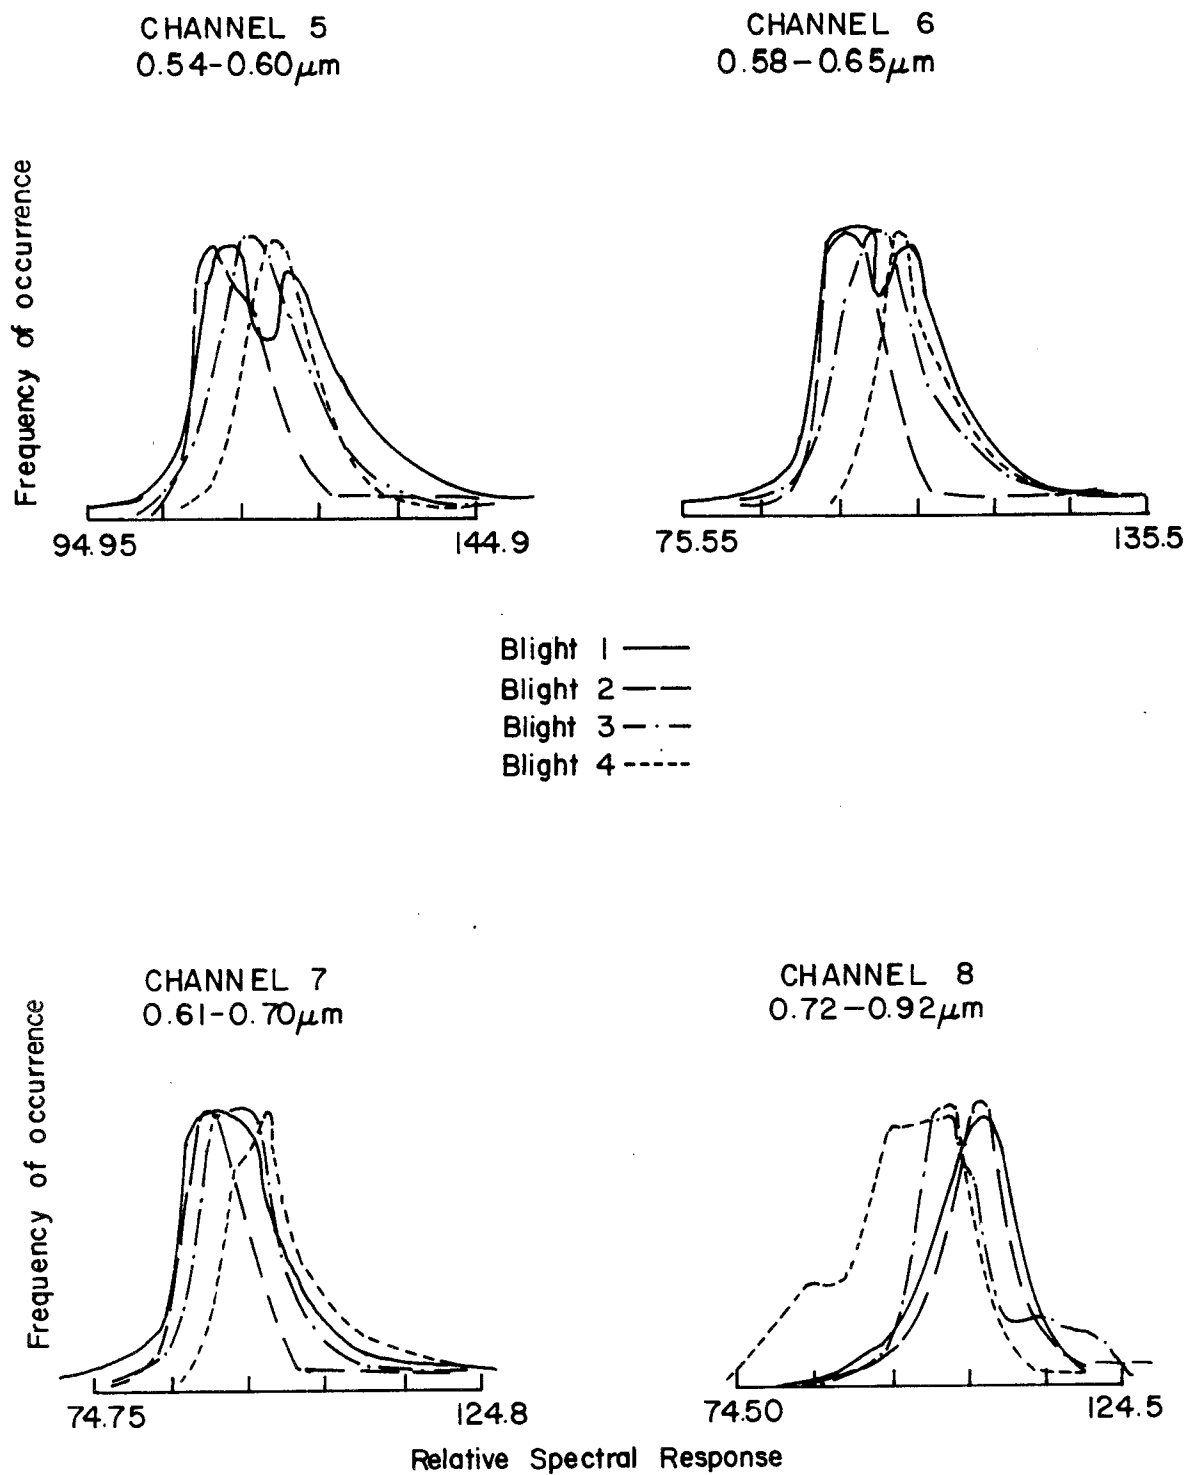 CHANNEL 5
0.54-0.60μm
CHANNEL 6
0.58-0.65μm
Frequency of occurrence
94.95
144.9
75.55
135.5
Blight 1
Blight 2
Blight 3
Blight 4
CHANNEL 7
0.61-0.70μm
CHANNEL 8
0.72-0.92μm
Frequency of occurrence
74.75
124.8
74.50
124.5
Relative Spectral Response